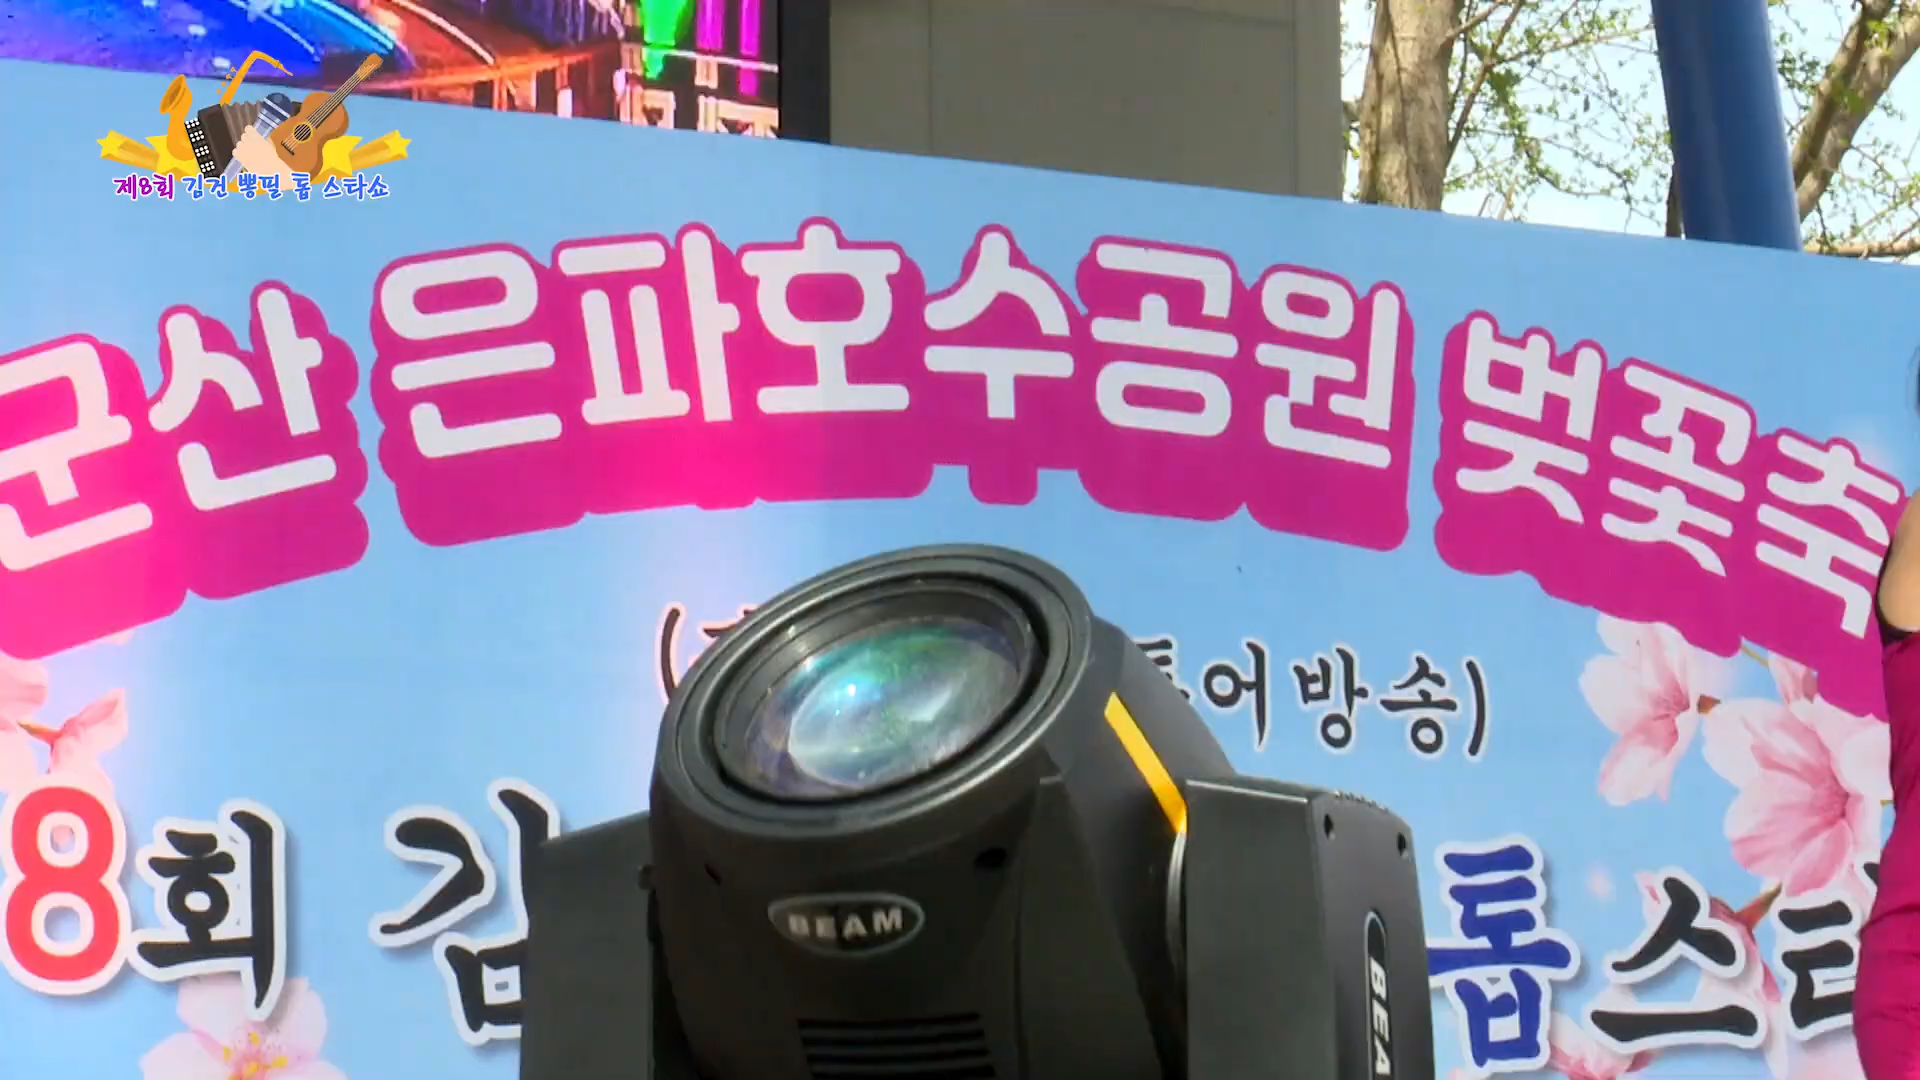 제8회 김건 뽕필 톱 스타쇼
군산 은파호수공원 벚꽃축
어방송)
8회 김 톱스타
BEAM
BEA